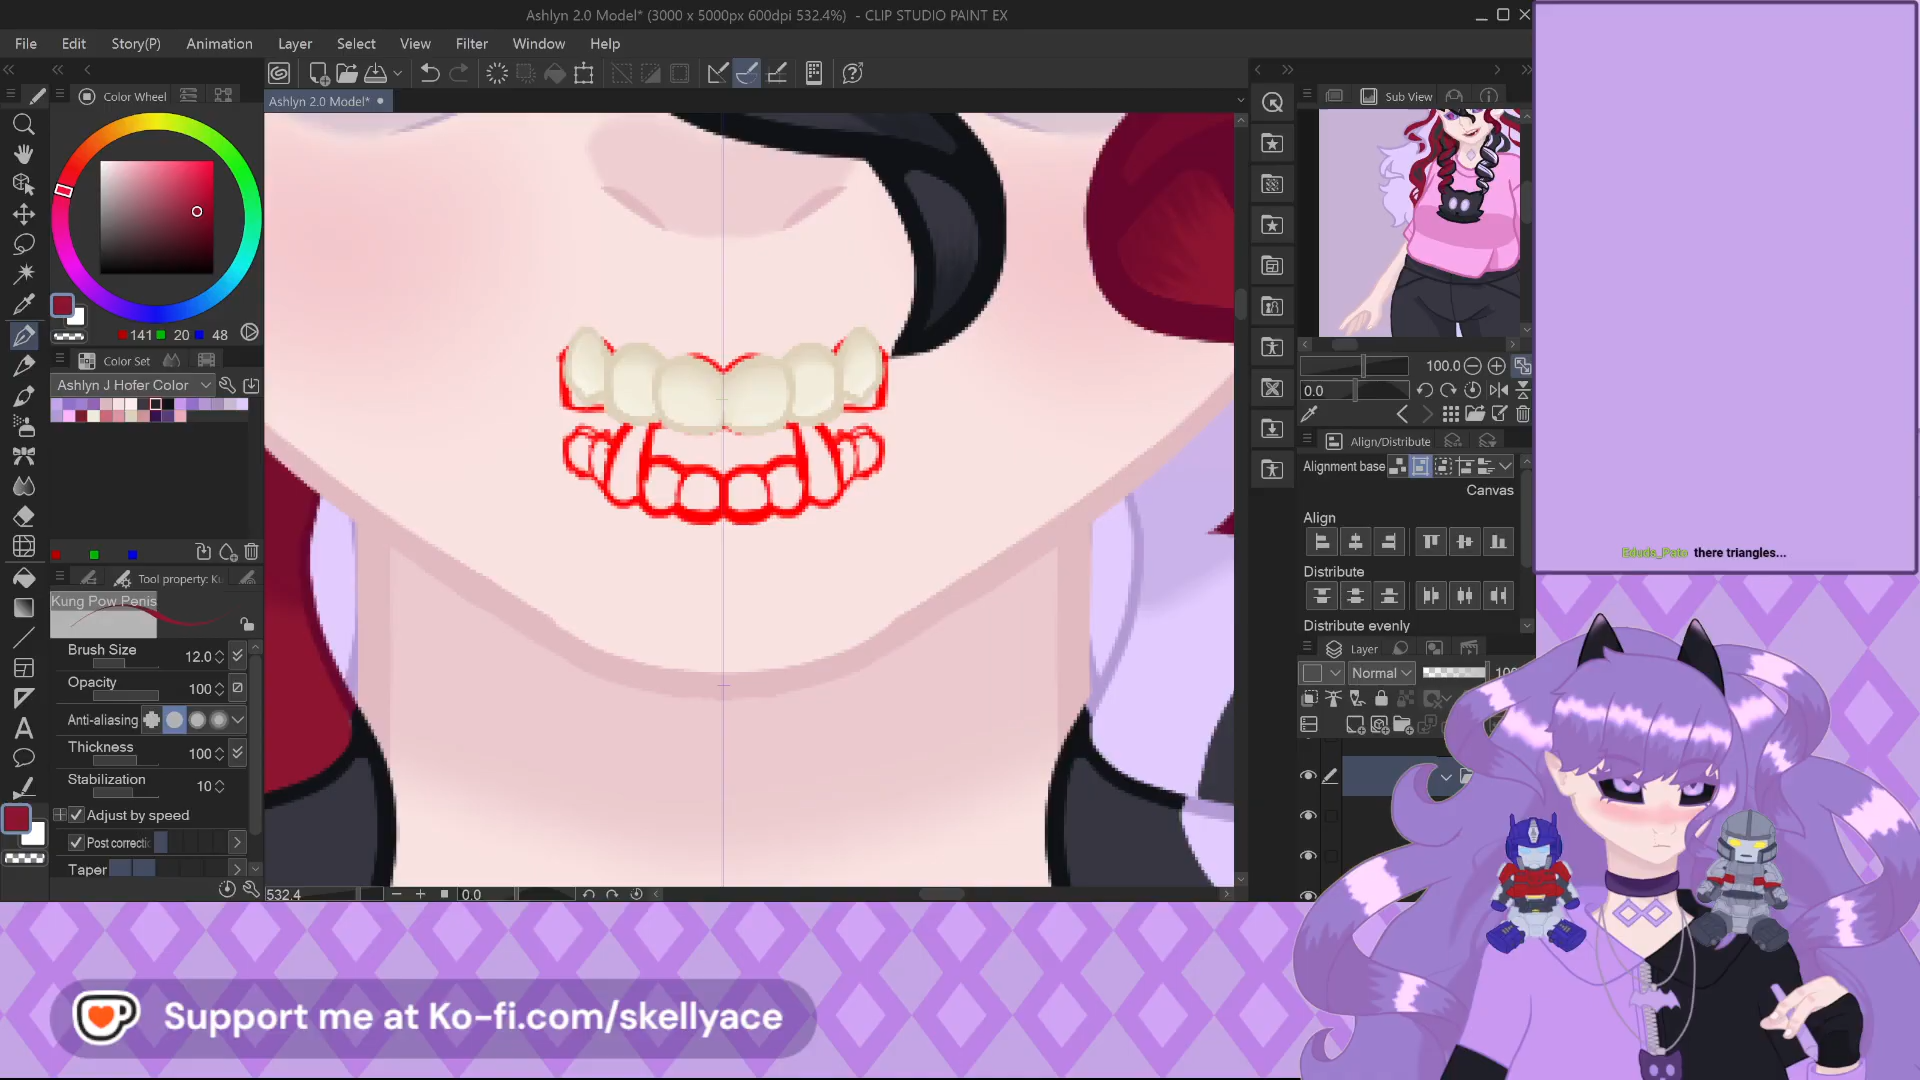 Ashlyn 2.0 Model* (3000 x 5000px 600dpi 532.4%) - CLIP STUDIO PAINT EX
File Edit Story(P) Animation Layer Select View Filter Window Help
Color Wheel
Ashlyn 2.0 Model*
Sub View
141 20 48
Color Set
Ashlyn J Hofer Color
100.0
0.0
Align/Distribute
Alignment base
Canvas
Align
Distribute
Distribute evenly
Eduds_Pato there triangles...
Tool property: Ku
Kung Pow Penis
Brush Size 12.0
Opacity 100
Anti-aliasing
Thickness 100
Stabilization 10
Adjust by speed
Post correctic
Taper
Layer
Normal
532.4 0.0
Support me at Ko-fi.com/skellyace